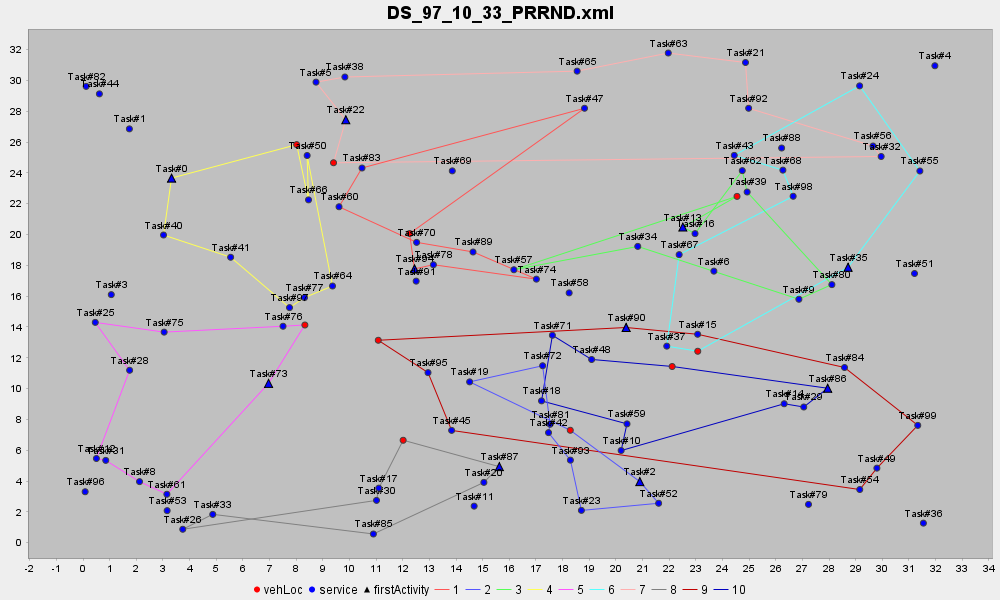 DS_97_10_33_PRRND.xml
32
30
28
26
24
22
20
18
16
14
12
10
8
6
4
2
0
Task#63
Task#21
Task#4
Task#65
Task#38
Task#5
Task#82
Task#44
Task#24
Task#47
Task#92
Task#22
Task#1
Task#88
Task#56
Task#32
Task#43
Task#50
Task#83
Task#69
Task#62
Task#68
Task#55
Task#0
Task#39
Task#98
Task#66
Task#60
Task#13
Task#16
Task#40
Task#70
Task#34
Task#89
Task#67
Task#41
Task#78
Task#94
Task#57
Task#35
Task#6
Task#51
Task#74
Task#91
Task#64
Task#80
Task#3
Task#58
Task#77
Task#9
Task#25
Task#76
Task#75
Task#90
Task#71
Task#15
Task#37
Task#48
Task#72
Task#84
Task#28
Task#95
Task#73
Task#19
Task#86
Task#18
Task#14
Task#29
Task#81
Task#59
Task#99
Task#42
Task#45
Task#10
Task#12
Task#31
Task#93
Task#87
Task#49
Task#8
Task#2
Task#20
Task#17
Task#54
Task#96
Task#61
Task#30
Task#52
Task#79
Task#11
Task#53
Task#23
Task#33
Task#36
Task#26
Task#85
-2 -1 0 1 2 3 4 5 6 7 8 9 10 11 12 13 14 15 16 17 18 19 20 21 22 23 24 25 26 27 28 29 30 31 32 33 34
vehLoc service firstActivity 1 2 3 4 5 6 7 8 9 10